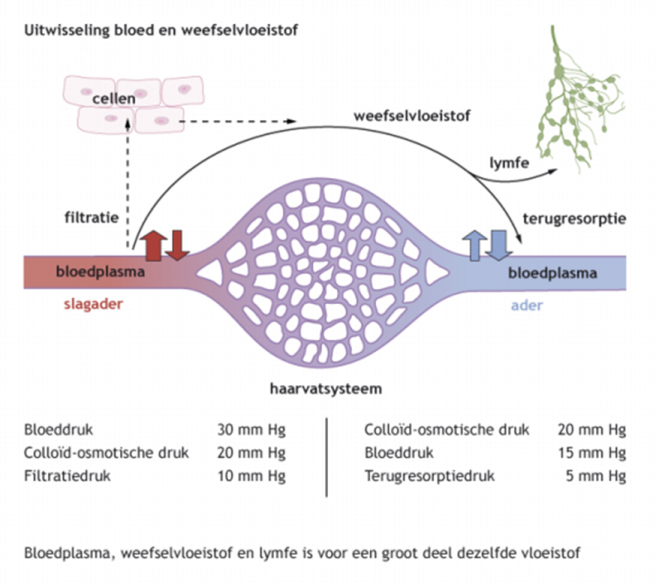 Uitwisseling bloed en weefselvloeistof
cellen
weefselvloeistof
lymfe
filtratie
terugresorptie
bloedplasma
bloedplasma
slagader
ader
haarvatsysteem
Bloeddruk 30 mm Hg
Colloïd-osmotische druk 20 mm Hg
Filtratiedruk 10 mm Hg
Colloïd-osmotische druk 20 mm Hg
Bloeddruk 15 mm Hg
Terugresorptiedruk 5 mm Hg
Bloedplasma, weefselvloeistof en lymfe is voor een groot deel dezelfde vloeistof